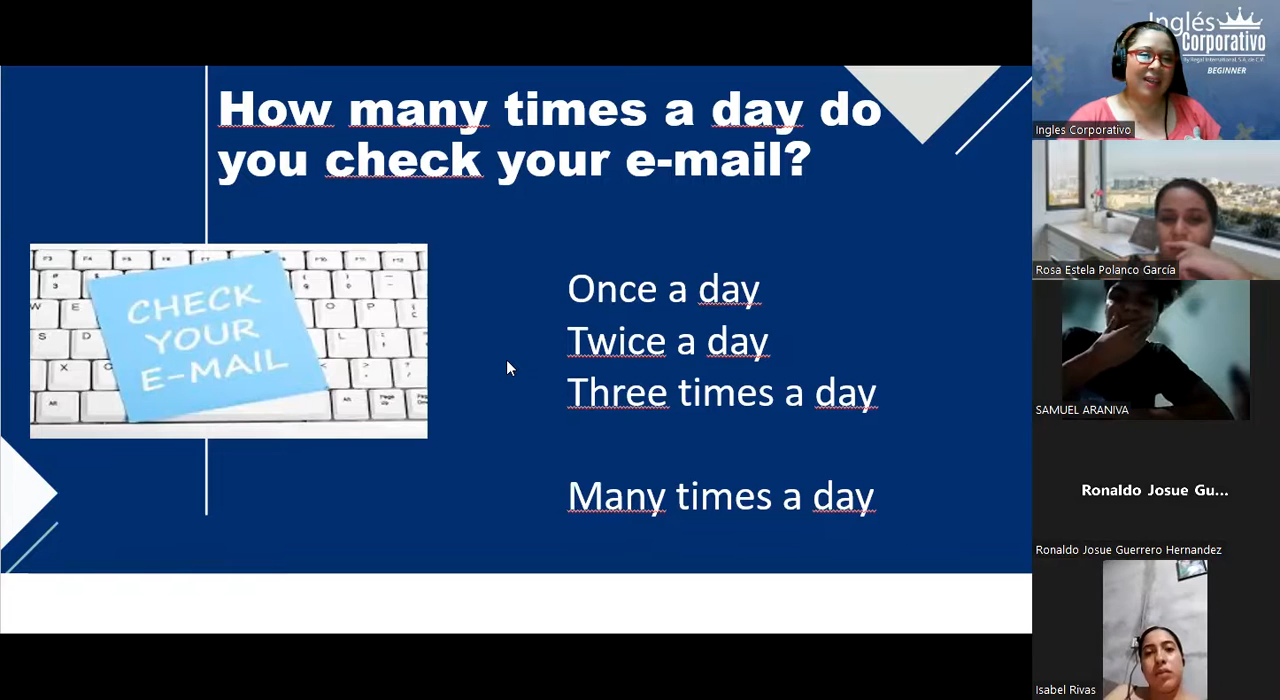 How many times a day do
you check your e-mail?
CHECK
YOUR
E-MAIL
Once a day
Twice a day
Three times a day
Many times a day
Inglés
Corporativo
BEGINNER
Ingles Corporativo
Rosa Estela Polanco García
SAMUEL ARANIVA
Ronaldo Josue Gu...
Ronaldo Josue Guerrero Hernandez
Isabel Rivas